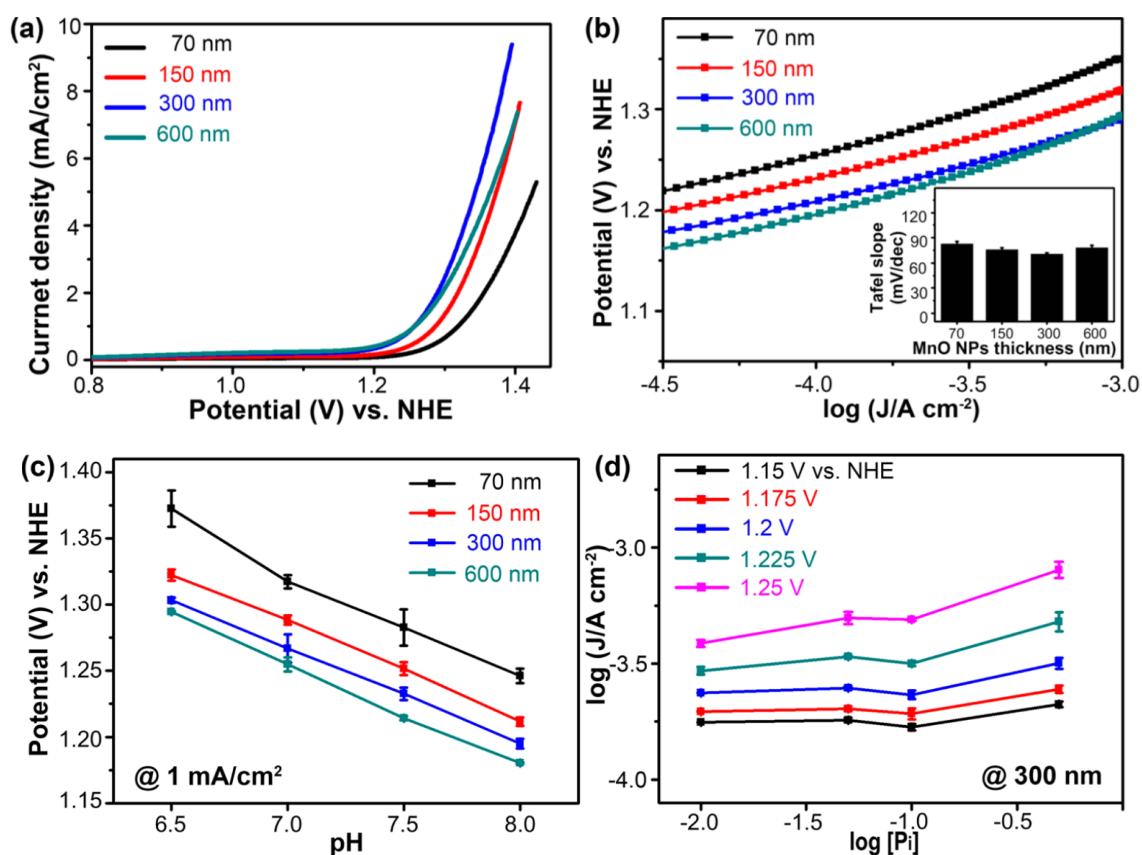 (a)
70 nm
150 nm
300 nm
600 nm
10
8
6
4
2
0
0.8 1.0 1.2 1.4
Currnet density (mA/cm²)
Potential (V) vs. NHE
(b)
70 nm
150 nm
300 nm
600 nm
1.3
1.2
1.1
-4.5 -4.0 -3.5 -3.0
Potential (V) vs. NHE
log (J/A cm⁻²)
120
90
60
30
0
70 150 300 600
Tafel slope
(mV/dec)
MnO NPs thickness (nm)
(c)
70 nm
150 nm
300 nm
600 nm
1.40
1.35
1.30
1.25
1.20
1.15
6.5 7.0 7.5 8.0
Potential (V) vs. NHE
pH
@ 1 mA/cm²
(d)
1.15 V vs. NHE
1.175 V
1.2 V
1.225 V
1.25 V
-3.0
-3.5
-4.0
-2.0 -1.5 -1.0 -0.5
log (J/A cm⁻²)
log [Pi]
@ 300 nm